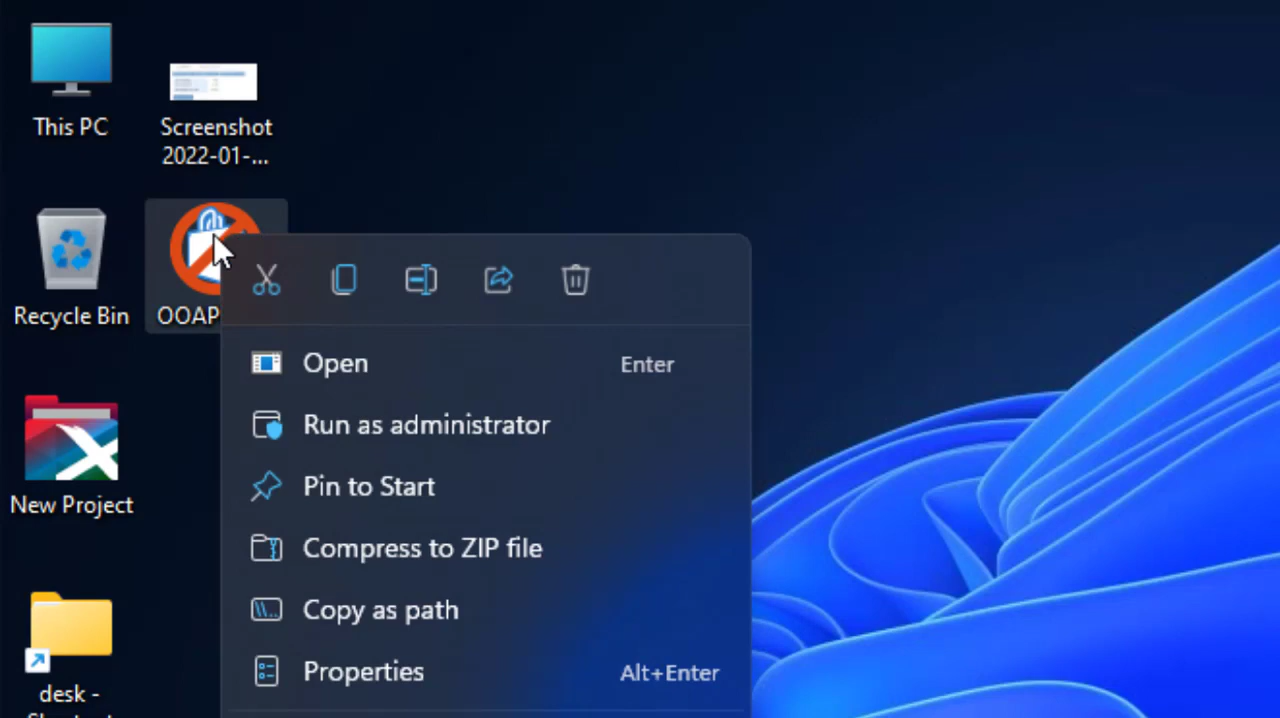 This PC
Screenshot
2022-01-...
Recycle Bin
OOAP
New Project
desk -
Open Enter
Run as administrator
Pin to Start
Compress to ZIP file
Copy as path
Properties Alt+Enter